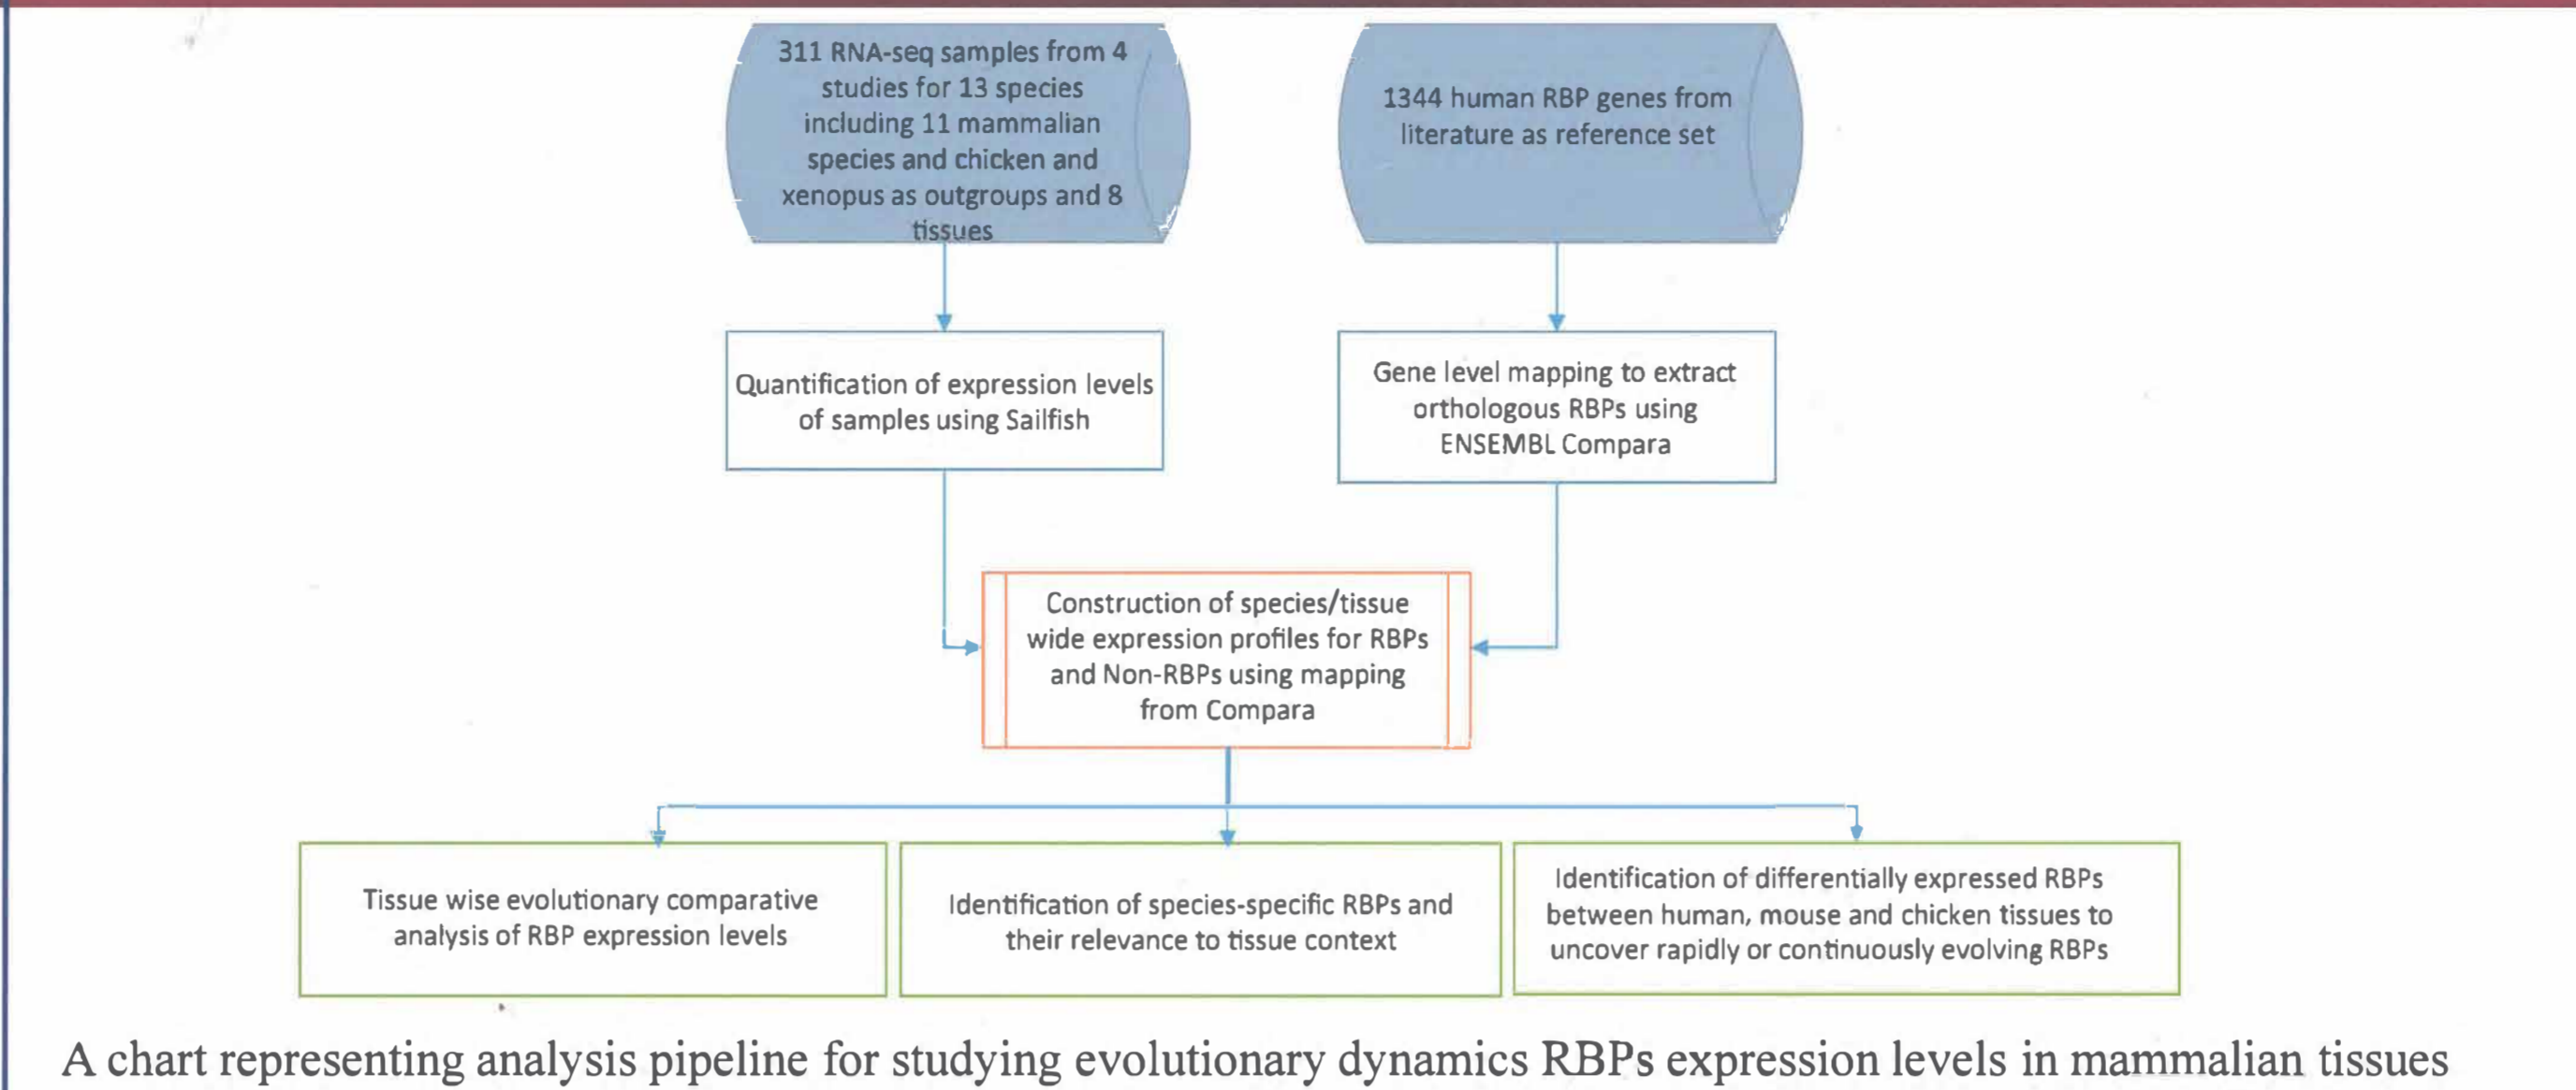 311 RNA-seq samples from 4
studies for 13 species
including 11 mammalian
species and chicken and
xenopus as outgroups and 8
tissues
1344 human RBP genes from
literature as reference set
Quantification of expression levels
of samples using Sailfish
Gene level mapping to extract
orthologous RBPs using
ENSEMBL Compara
Construction of species/tissue
wide expression profiles for RBPs
and Non-RBPs using mapping
from Compara
Tissue wise evolutionary comparative
analysis of RBP expression levels
Identification of species-specific RBPs and
their relevance to tissue context
Identification of differentially expressed RBPs
between human, mouse and chicken tissues to
uncover rapidly or continuously evolving RBPs
A chart representing analysis pipeline for studying evolutionary dynamics RBPs expression levels in mammalian tissues